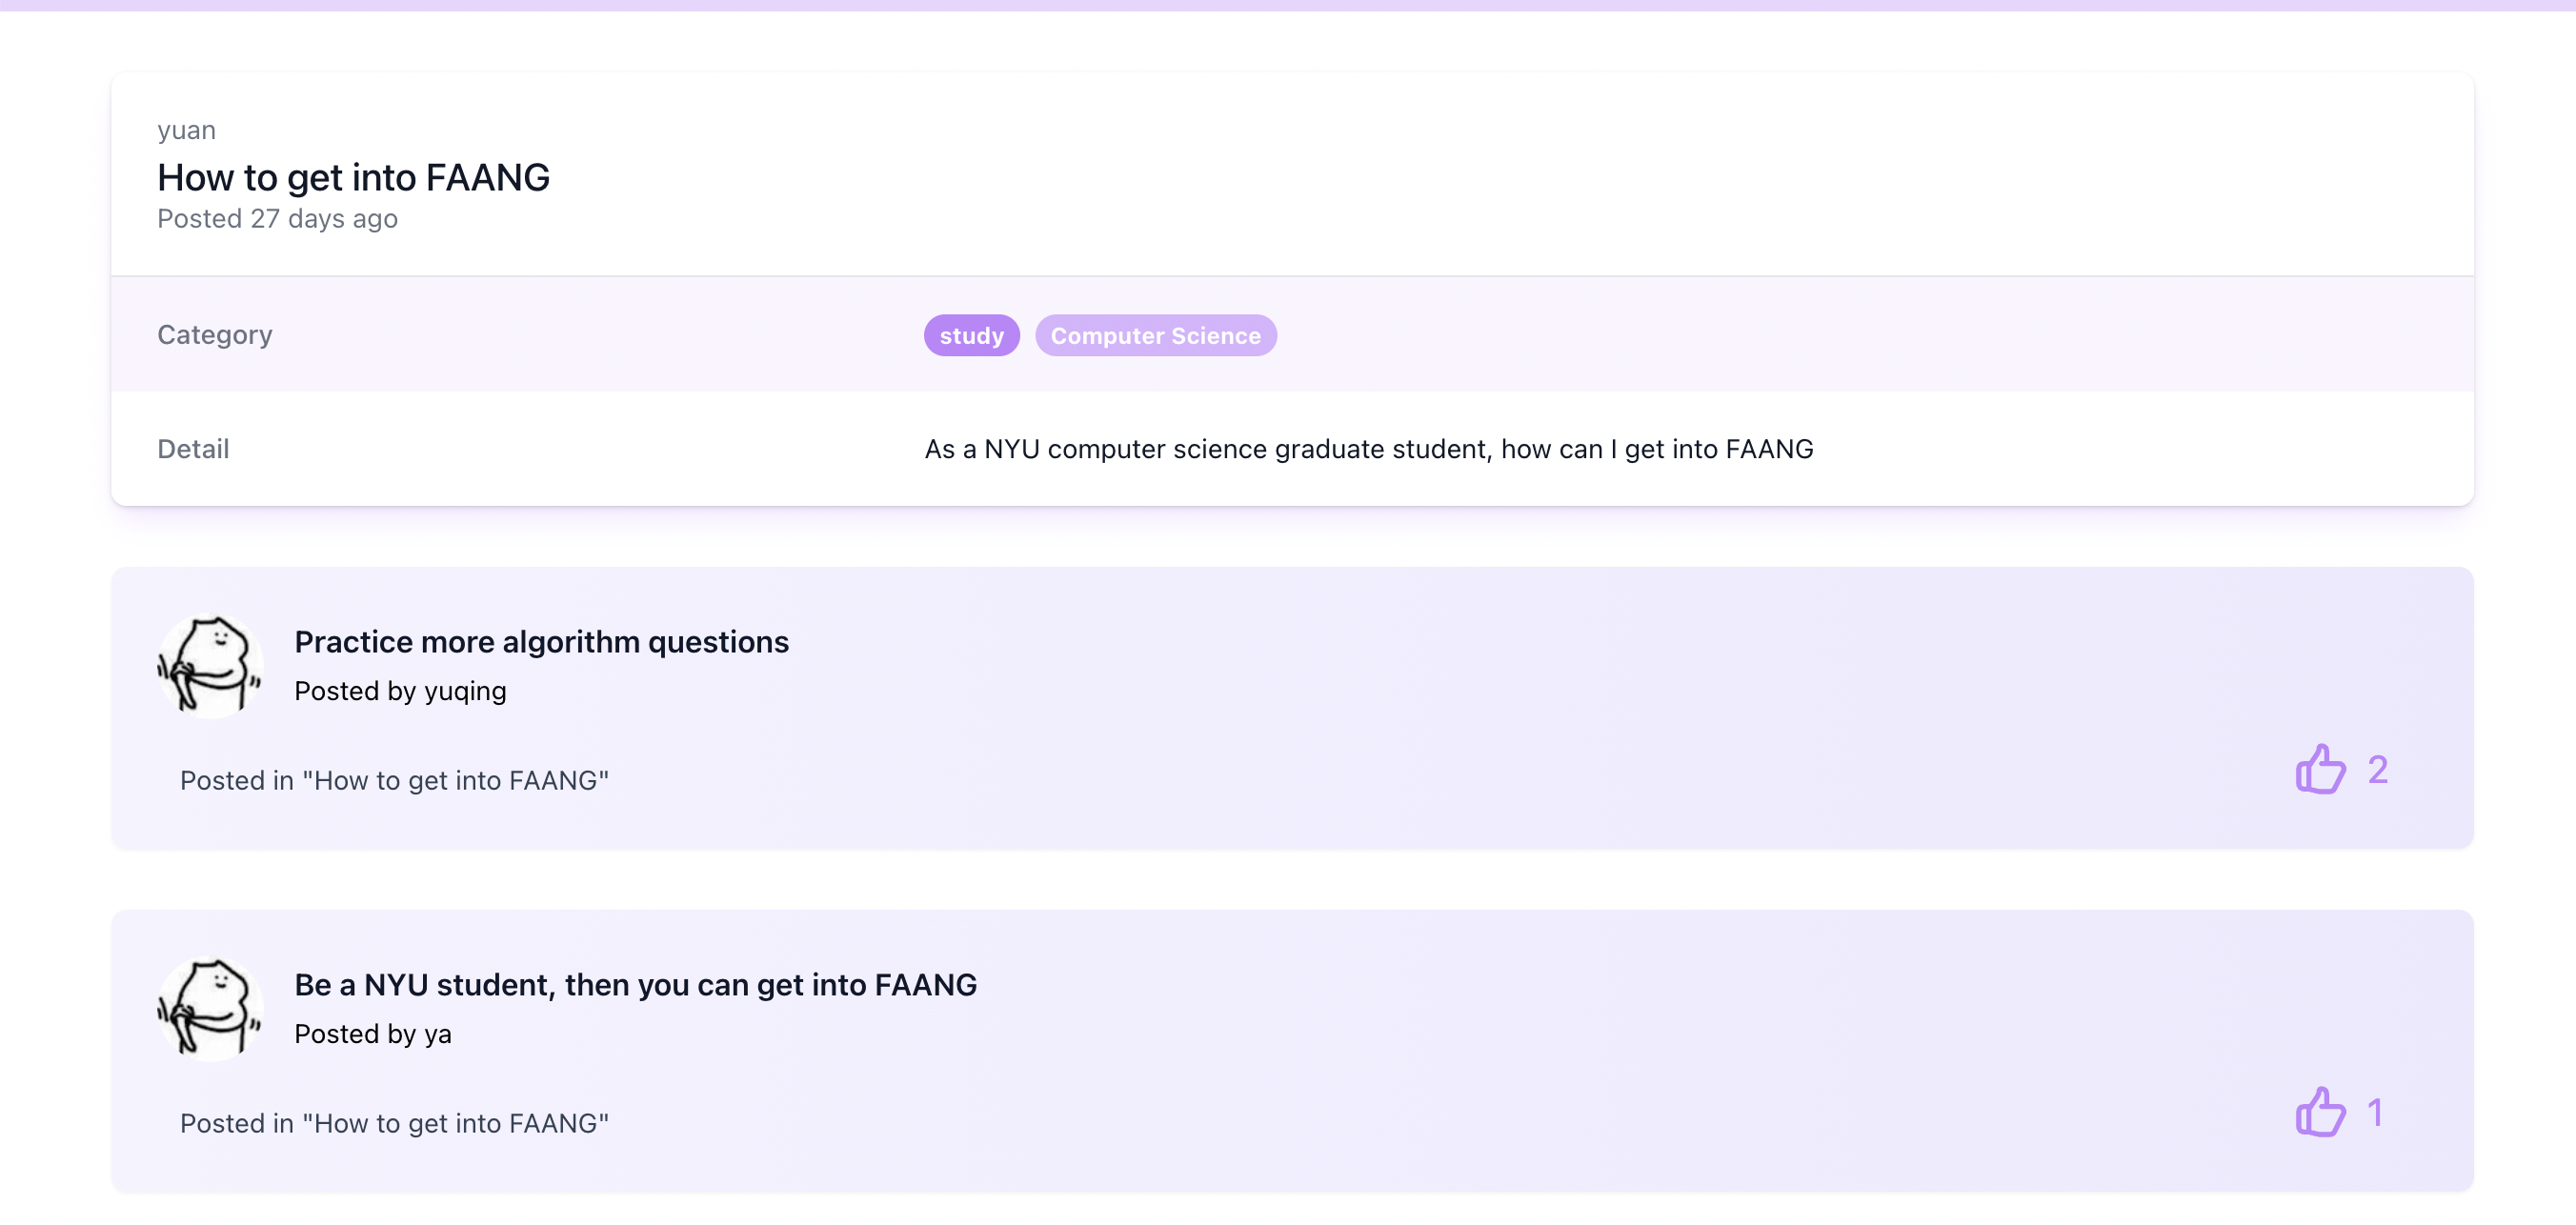 yuan
How to get into FAANG
Posted 27 days ago
Category
study
Computer Science
Detail
As a NYU computer science graduate student, how can I get into FAANG
Practice more algorithm questions
Posted by yuqing
Posted in "How to get into FAANG"
2
Be a NYU student, then you can get into FAANG
Posted by ya
Posted in "How to get into FAANG"
1